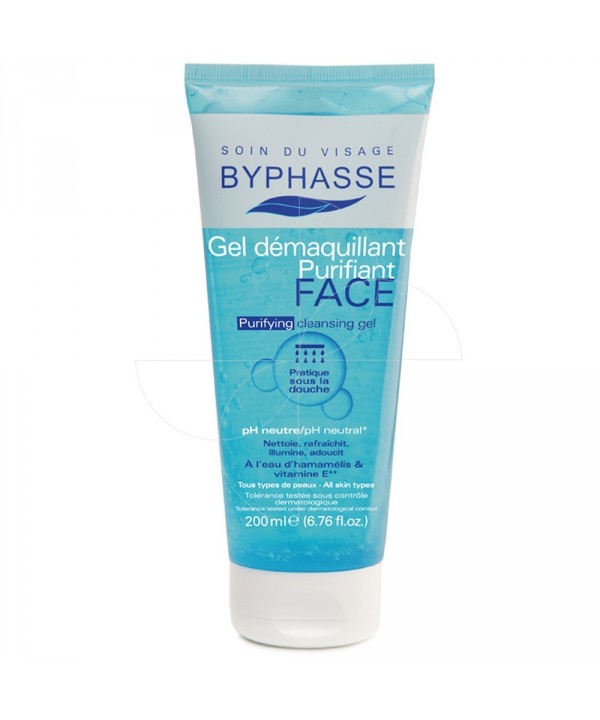 SOIN DU VISAGE
BYPHASSE
Gel démaquillant
Purifiant
FACE
Purifying cleansing gel
Pratique
sous la
douche
pH neutre/pH neutral*
Nettoie, rafraîchit,
illumine, adoucit
À l'eau d'hamamélis &
vitamine E**
Tous types de peaux - All skin types
Tolérance testée sous contrôle
dermatologique
Tolerance tested under dermatological control
200 ml℮ (6.76 fl.oz.)